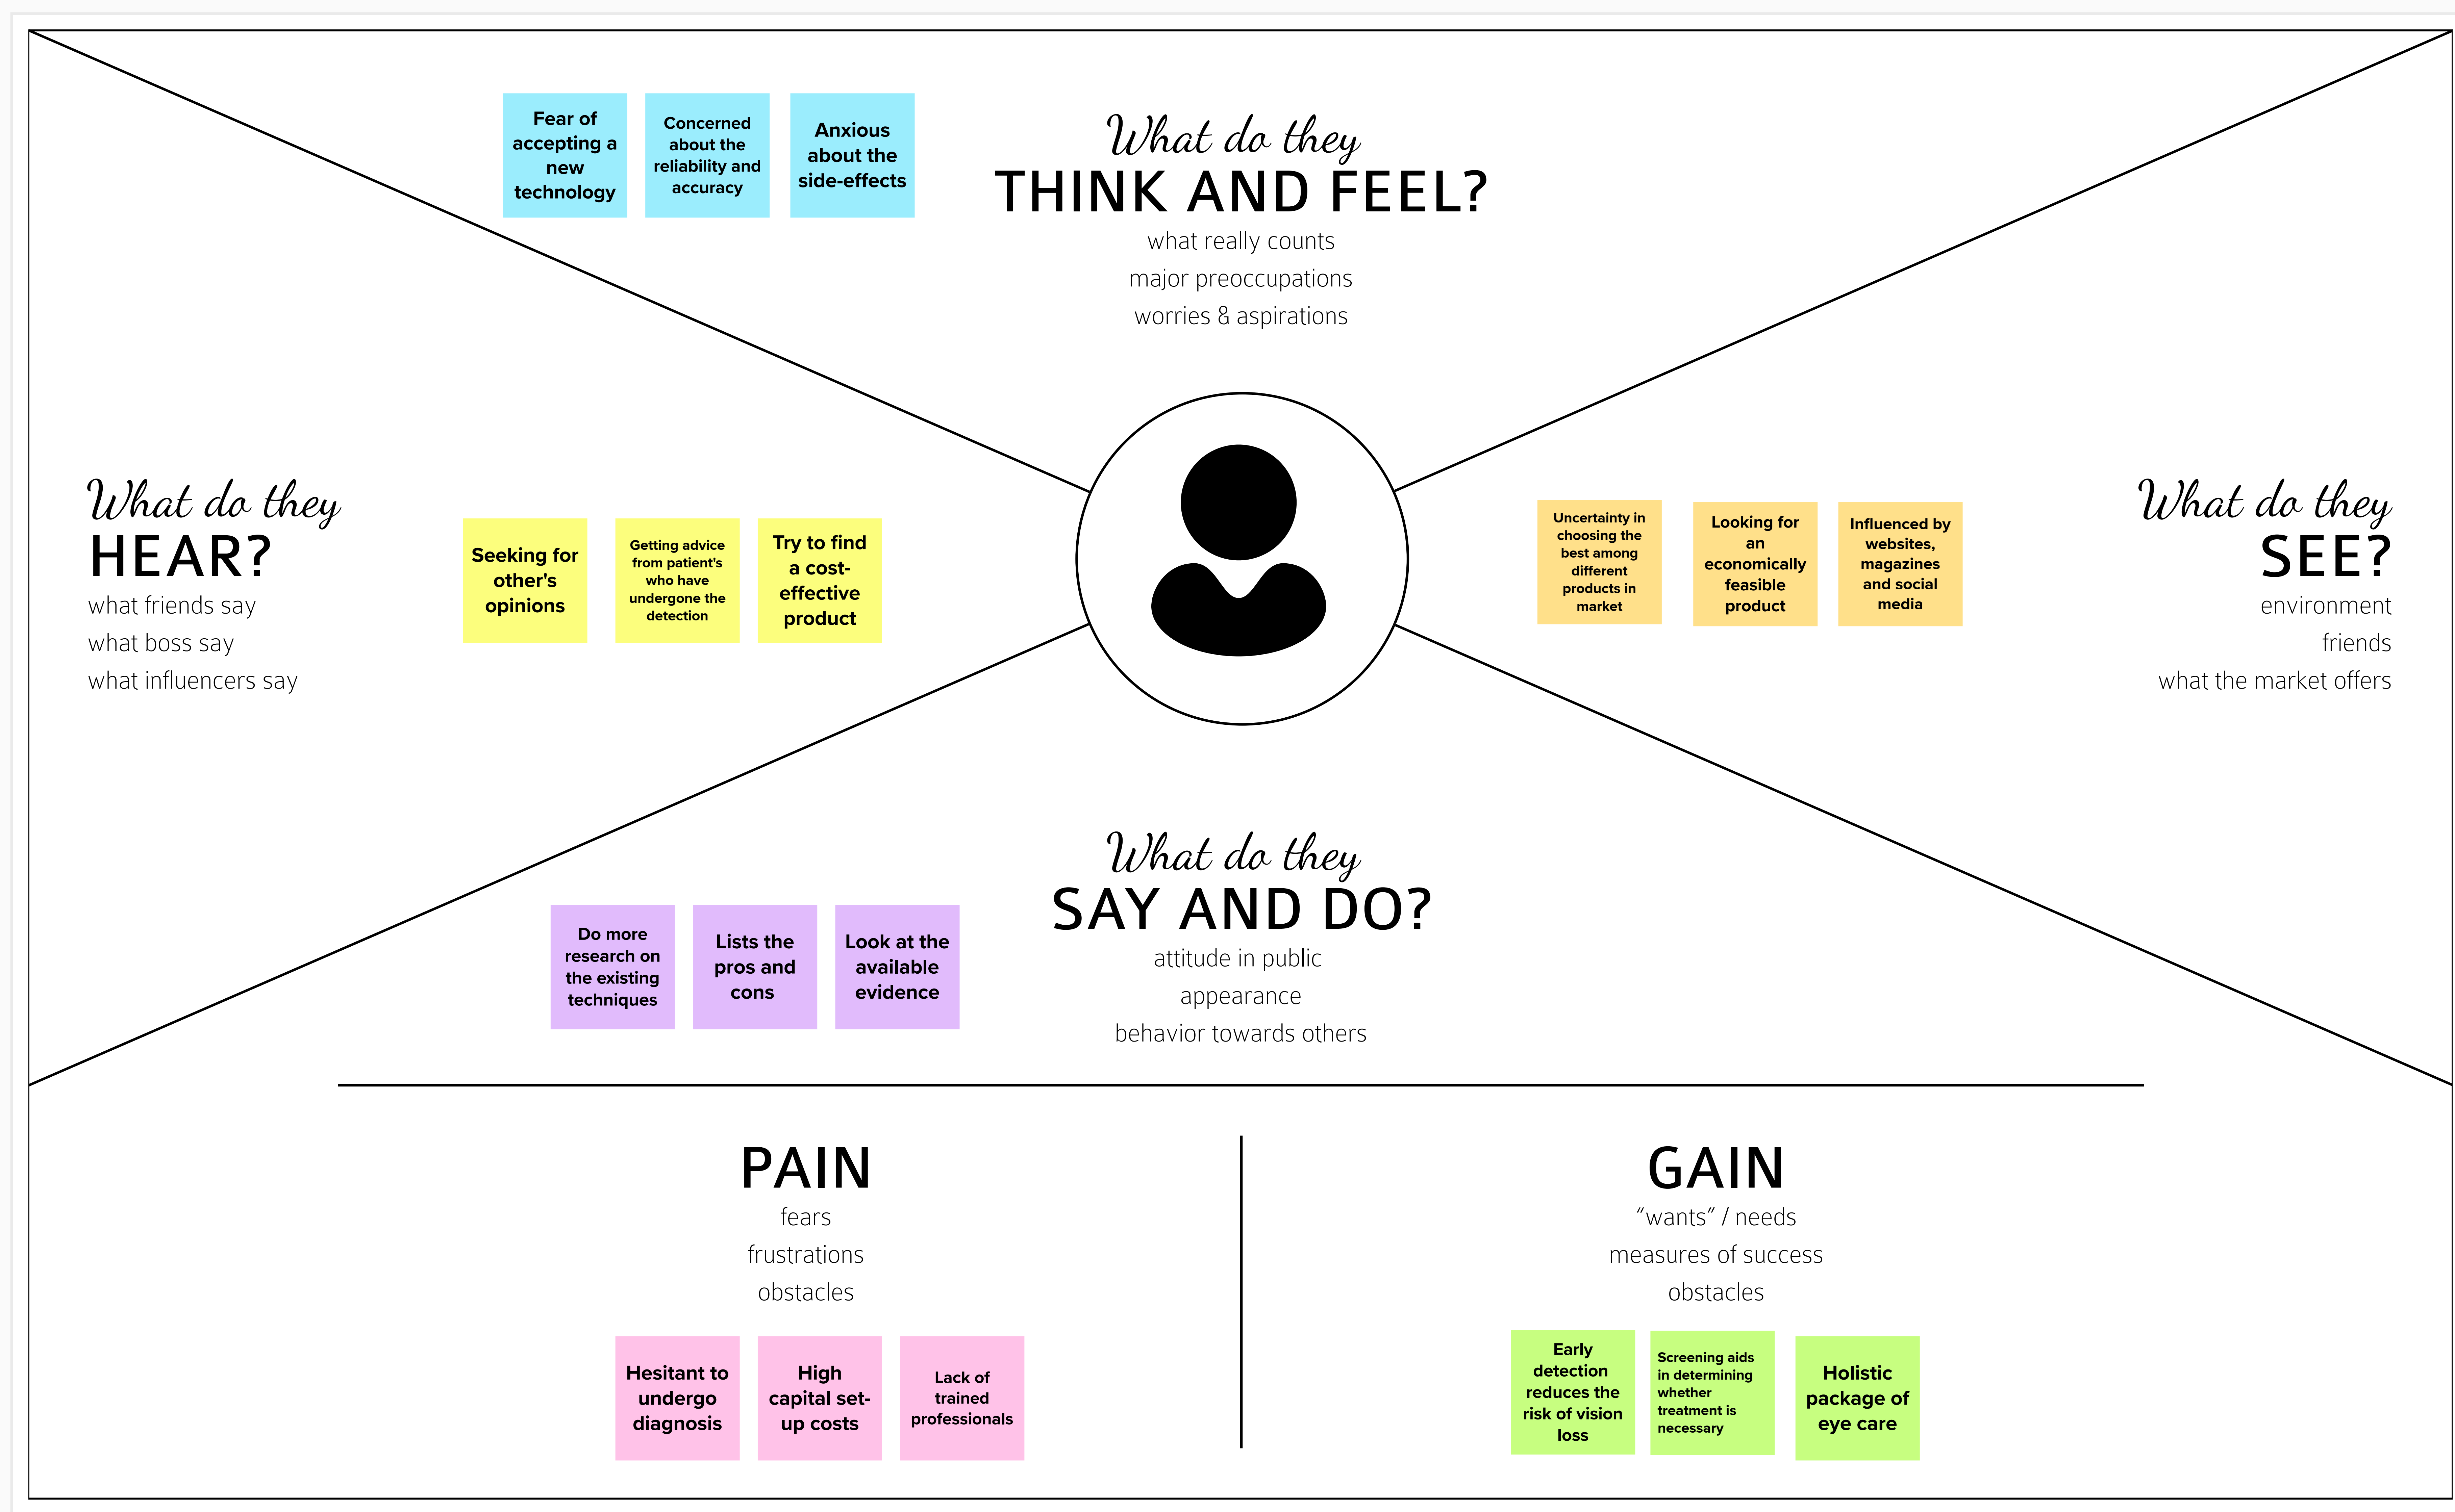 Fear of
accepting a
new
technology
Concerned
about the
reliability and
accuracy
Anxious
about the
side-effects
What do they
THINK AND FEEL?
what really counts
major preoccupations
worries & aspirations
What do they
HEAR?
what friends say
what boss say
what influencers say
Seeking for
other's
opinions
Getting advice
from patient's
who have
undergone the
detection
Try to find
a cost-
effective
product
Uncertainty in
choosing the
best among
different
products in
market
Looking for
an
economically
feasible
product
Influenced by
websites,
magazines
and social
media
What do they
SEE?
environment
friends
what the market offers
What do they
SAY AND DO?
attitude in public
appearance
behavior towards others
Do more
research on
the existing
techniques
Lists the
pros and
cons
Look at the
available
evidence
PAIN
fears
frustrations
obstacles
Hesitant to
undergo
diagnosis
High
capital set-
up costs
Lack of
trained
professionals
GAIN
“wants” / needs
measures of success
obstacles
Early
detection
reduces the
risk of vision
loss
Screening aids
in determining
whether
treatment is
necessary
Holistic
package of
eye care